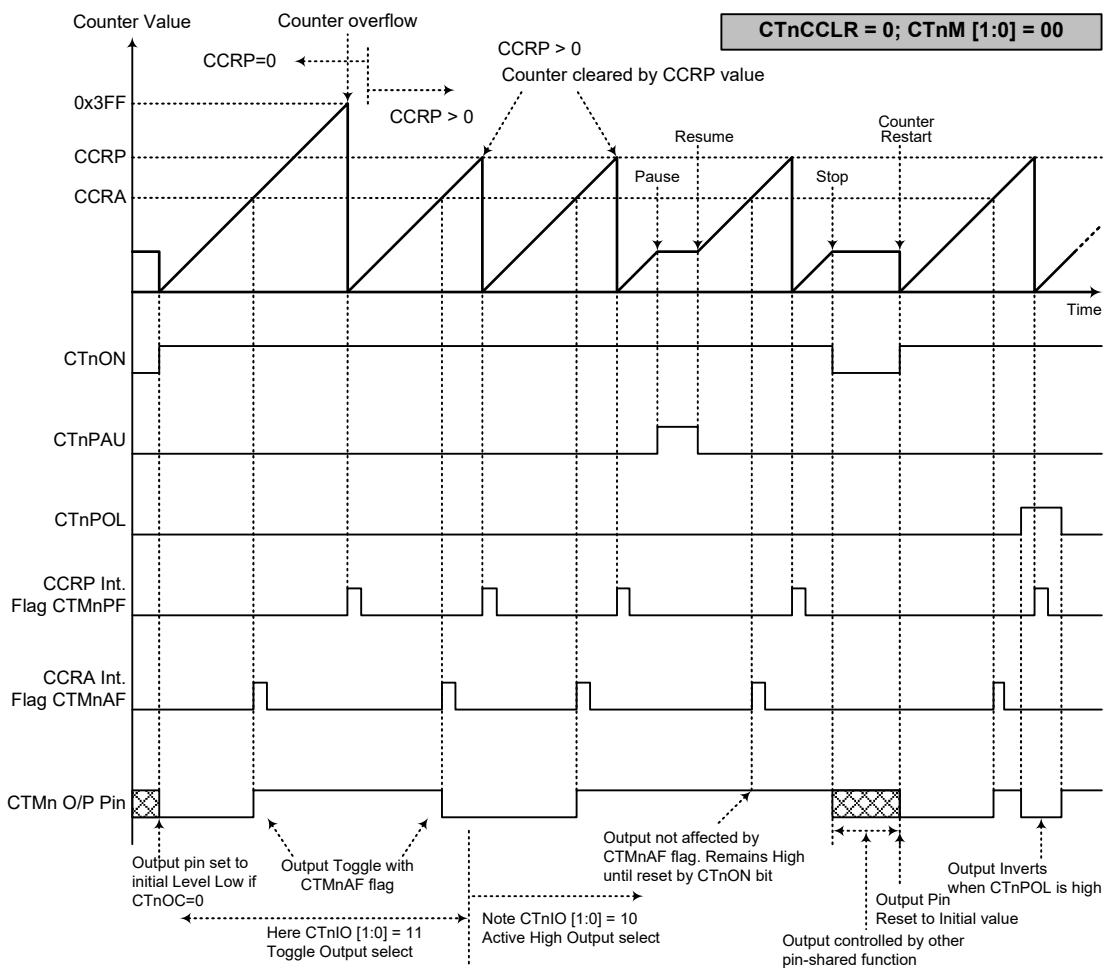 Counter Value
Counter overflow
CTnCCLR = 0; CTnM [1:0] = 00
CCRP=0
CCRP > 0
CCRP > 0
Counter cleared by CCRP value
0x3FF
CCRP
CCRA
Pause
Resume
Stop
Counter
Restart
Time
CTnON
CTnPAU
CTnPOL
CCRP Int.
Flag CTMnPF
CCRA Int.
Flag CTMnAF
CTMn O/P Pin
Output pin set to
initial Level Low if
CTnOC=0
Output Toggle with
CTMnAF flag
Here CTnIO [1:0] = 11
Toggle Output select
Note CTnIO [1:0] = 10
Active High Output select
Output not affected by
CTMnAF flag. Remains High
until reset by CTnON bit
Output controlled by other
pin-shared function
Output Pin
Reset to Initial value
Output Inverts
when CTnPOL is high